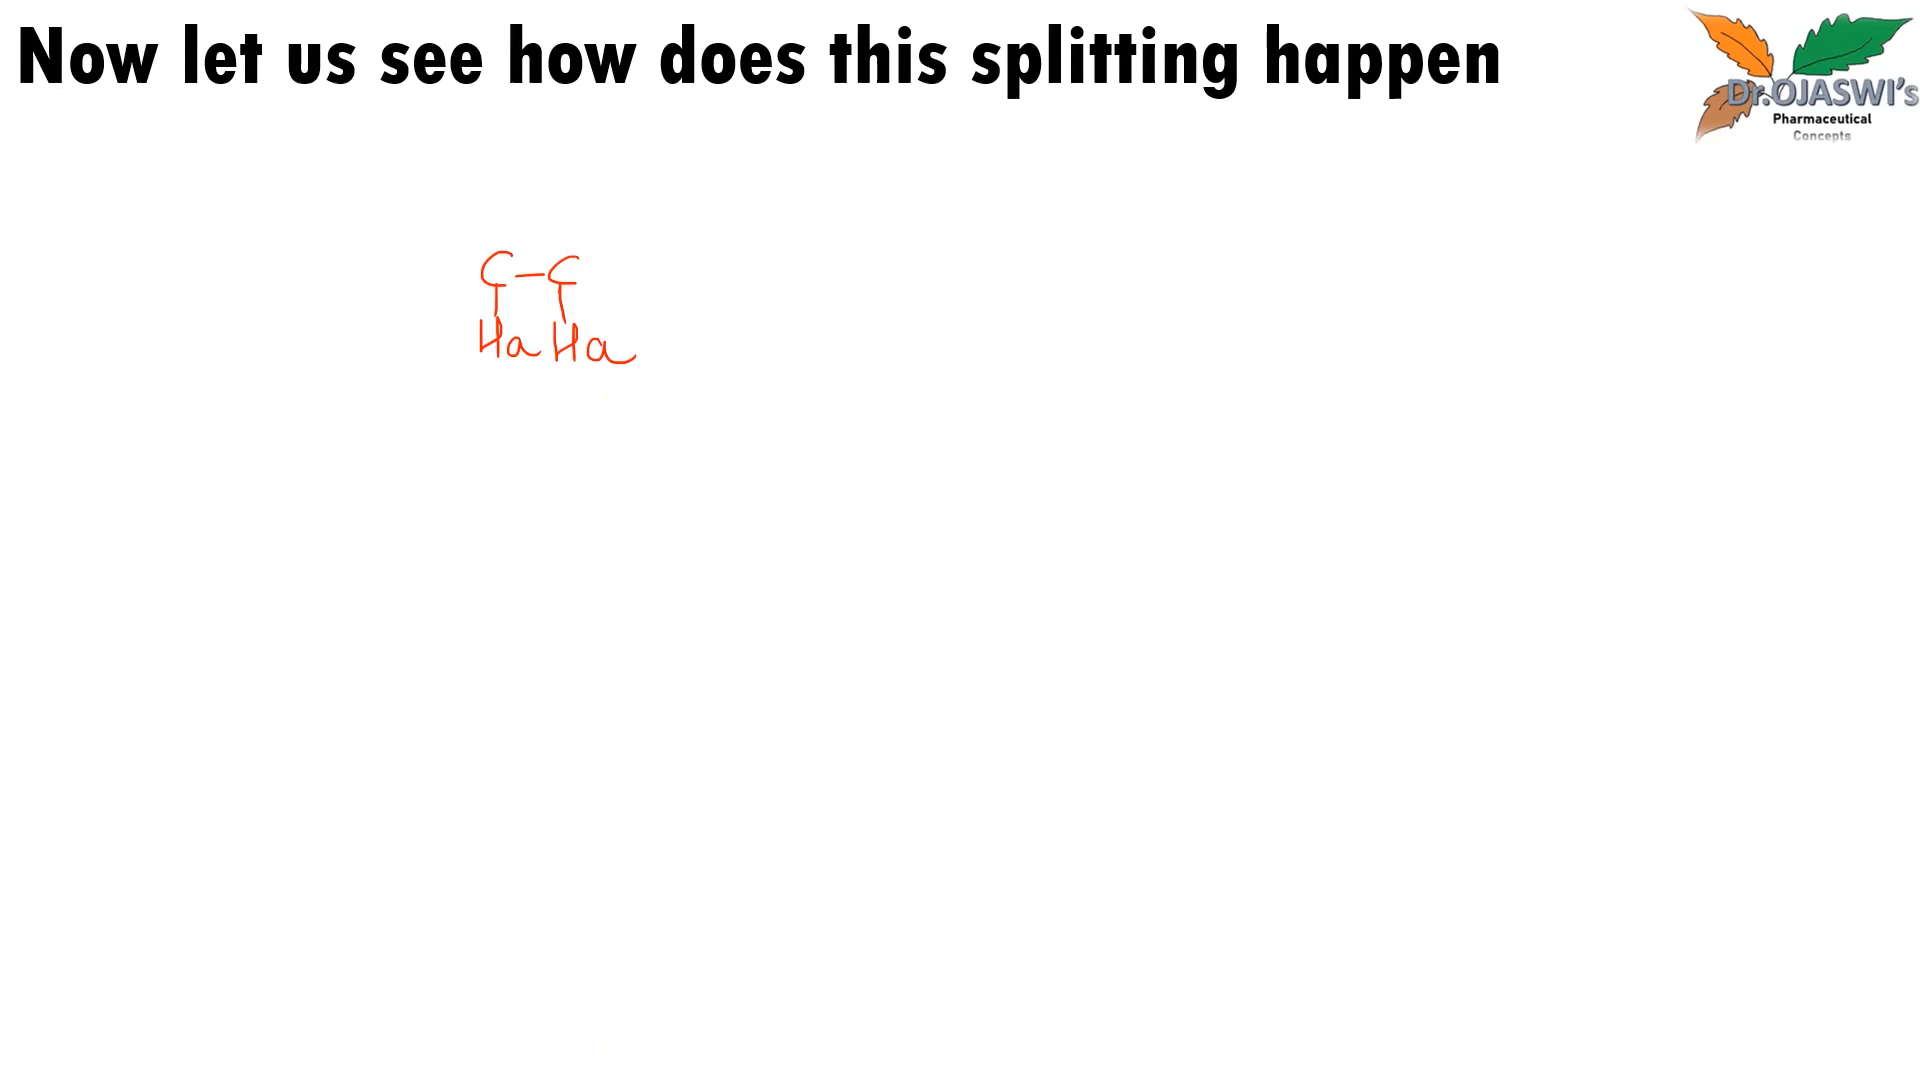 Now let us see how does this splitting happen
Dr.OJASWI's
Pharmaceutical
Concepts
C-C
Ha Ha